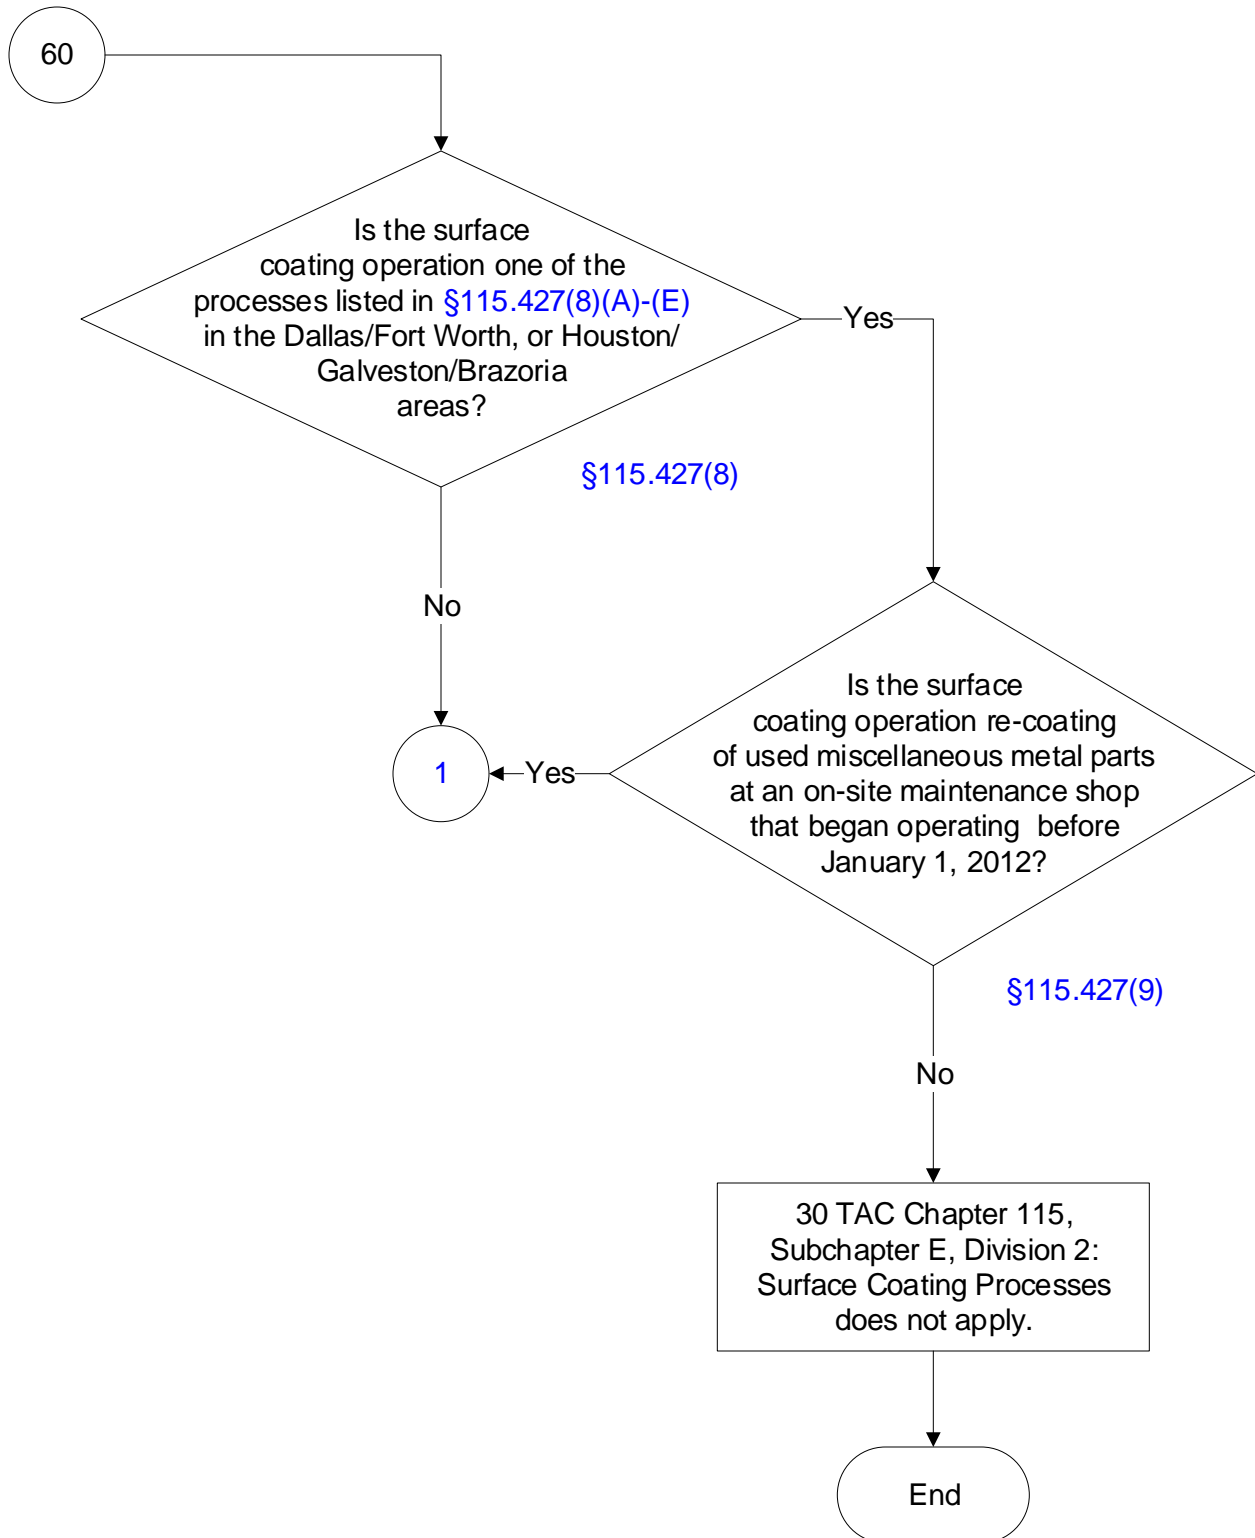 60
Is the surface
coating operation one of the
processes listed in §115.427(8)(A)-(E)
in the Dallas/Fort Worth, or Houston/
Galveston/Brazoria
areas?
Yes
§115.427(8)
No
Is the surface
coating operation re-coating
of used miscellaneous metal parts
at an on-site maintenance shop
that began operating  before
January 1, 2012?
1
Yes
§115.427(9)
No
30 TAC Chapter 115,
Subchapter E, Division 2:
Surface Coating Processes
does not apply.
End